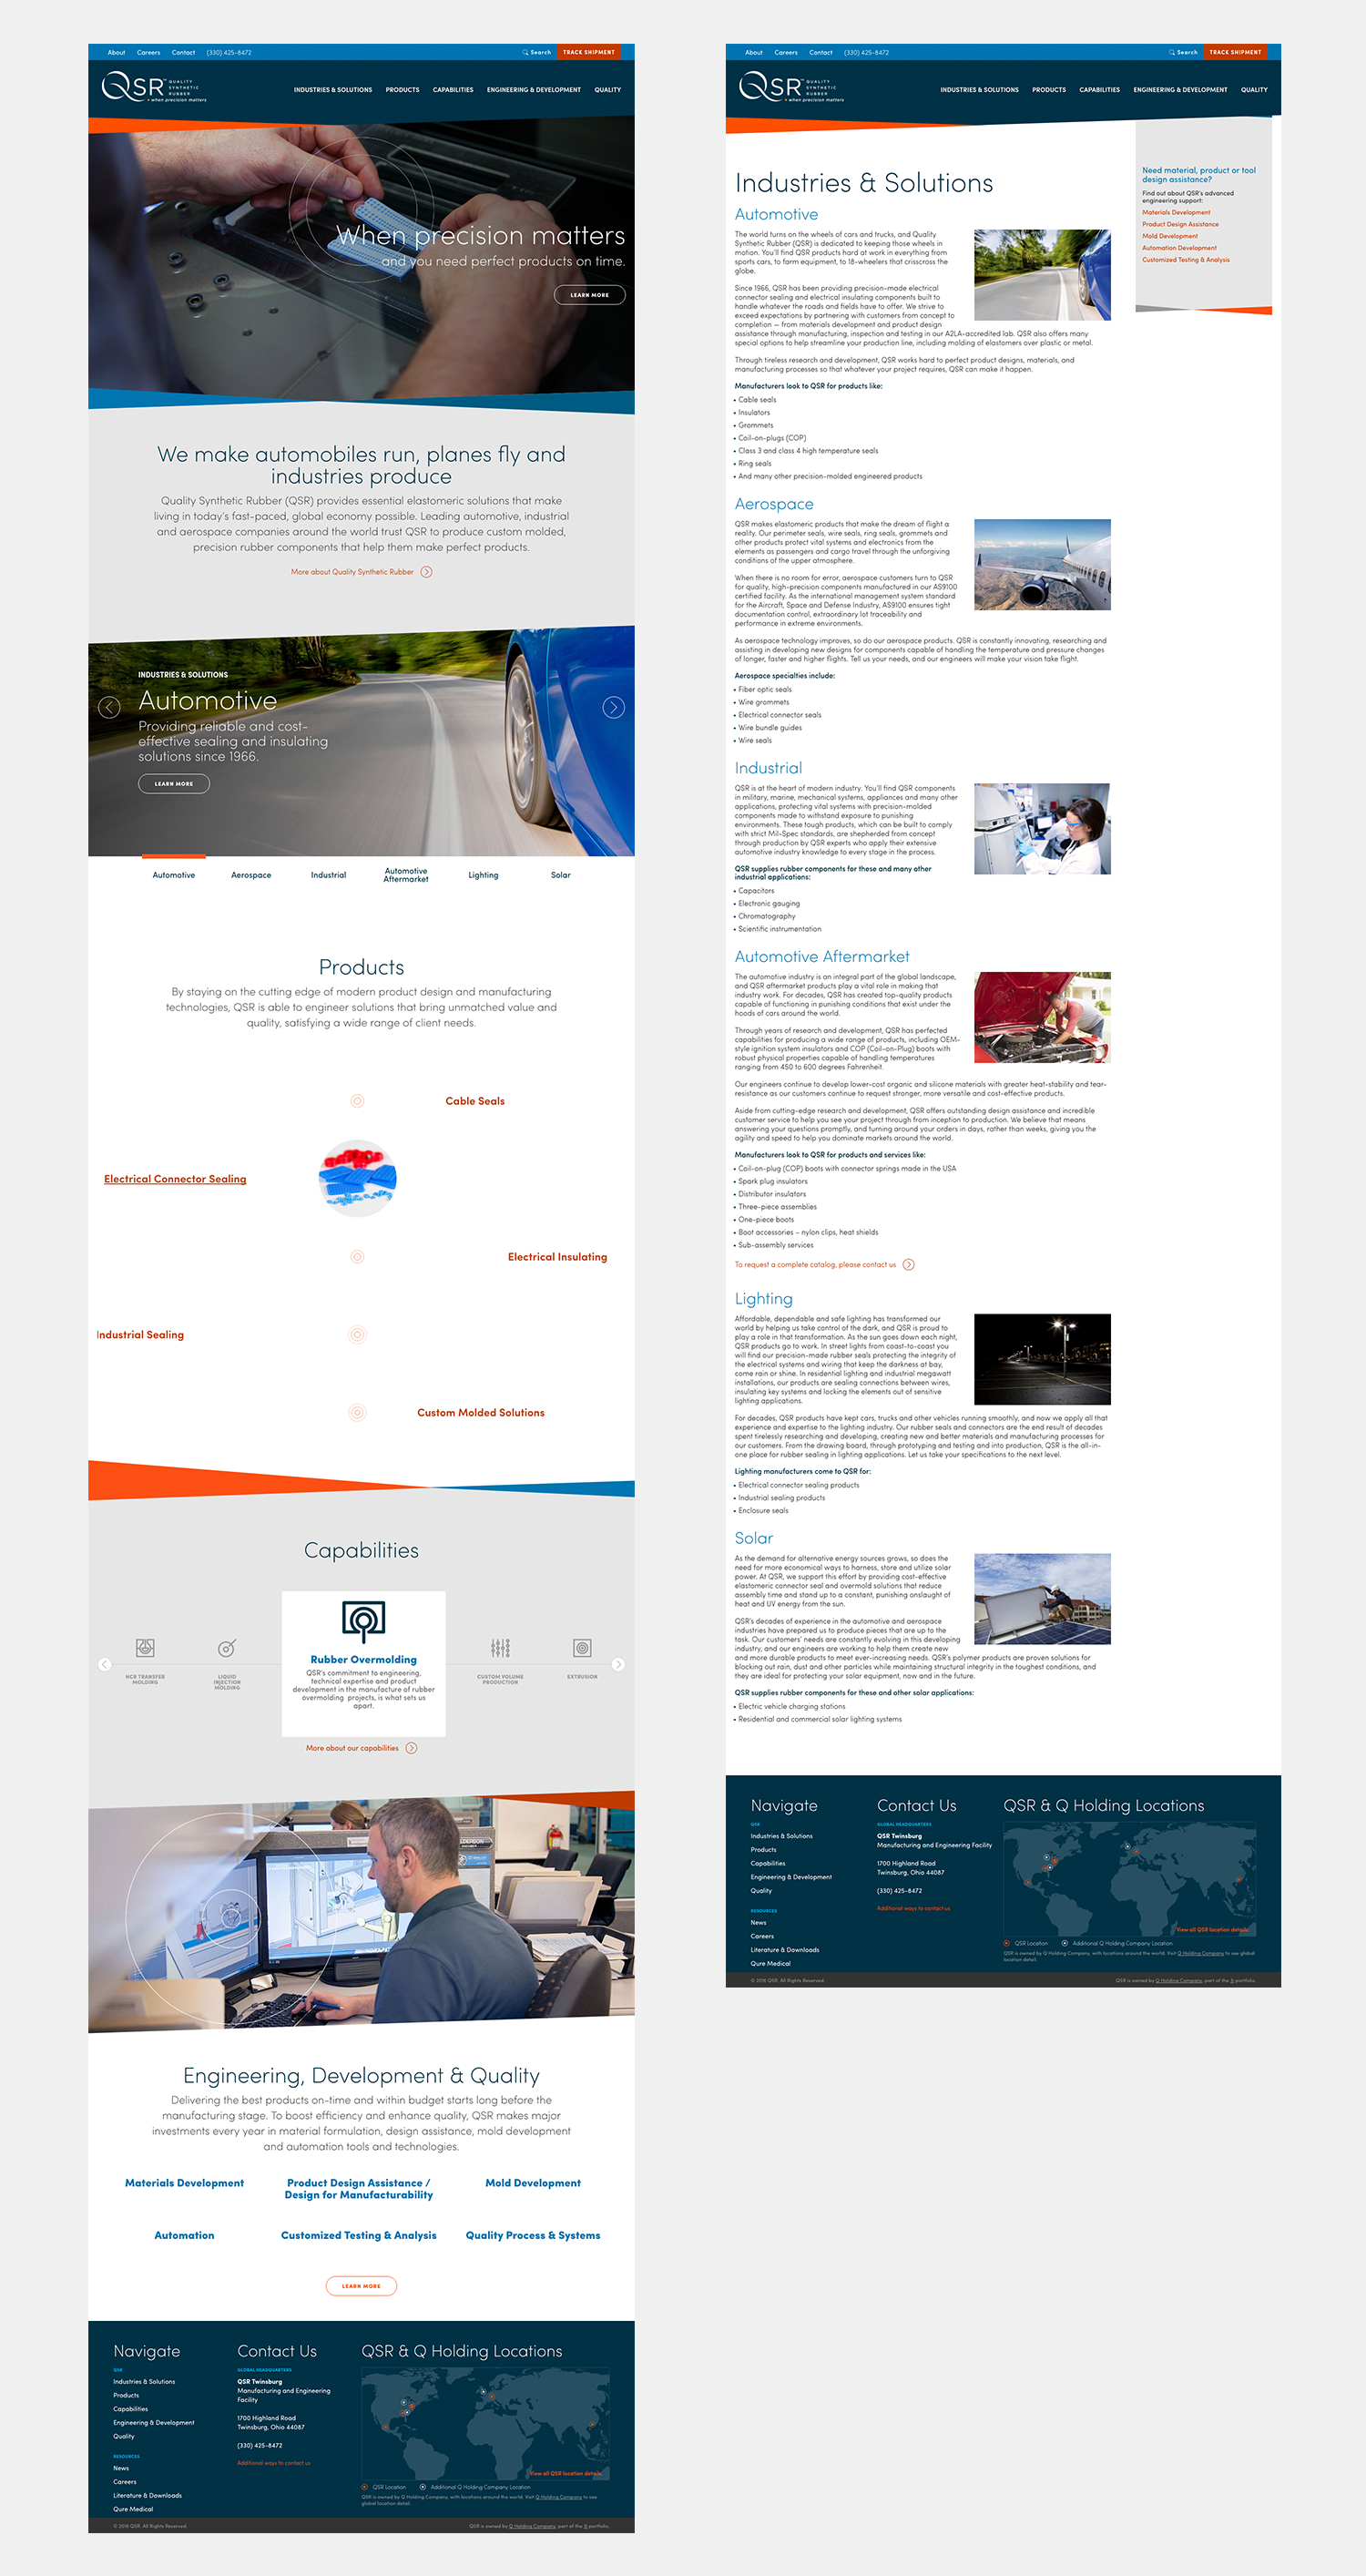 About Careers Contact (330) 425-8472 Search TRACK SHIPMENT
QSR QUALITY SYNTHETIC RUBBER
when precision matters
INDUSTRIES & SOLUTIONS PRODUCTS CAPABILITIES ENGINEERING & DEVELOPMENT QUALITY
When precision matters
and you need perfect products on time.
LEARN MORE
We make automobiles run, planes fly and
industries produce
Quality Synthetic Rubber (QSR) provides essential elastomeric solutions that make
living in today's fast-paced, global economy possible. Leading automotive, industrial
and aerospace companies around the world trust QSR to produce custom molded,
precision rubber components that help them make perfect products.
More about Quality Synthetic Rubber
INDUSTRIES & SOLUTIONS
Automotive
Providing reliable and cost-
effective sealing and insulating
solutions since 1966.
LEARN MORE
Automotive Aerospace Industrial Automotive Aftermarket Lighting Solar
Products
By staying on the cutting edge of modern product design and manufacturing
technologies, QSR is able to engineer solutions that bring unmatched value and
quality, satisfying a wide range of client needs.
Cable Seals
Electrical Connector Sealing
Electrical Insulating
Industrial Sealing
Custom Molded Solutions
Capabilities
HCR TRANSFER
MOLDING
LIQUID
INJECTION
MOLDING
Rubber Overmolding
QSR's commitment to engineering,
technical expertise and product
development in the manufacture of rubber
overmolding projects, is what sets us
apart.
CUSTOM VOLUME
PRODUCTION
EXTRUSION
More about our capabilities
Engineering, Development & Quality
Delivering the best products on-time and within budget starts long before the
manufacturing stage. To boost efficiency and enhance quality, QSR makes major
investments every year in material formulation, design assistance, mold development
and automation tools and technologies.
Materials Development
Product Design Assistance /
Design for Manufacturability
Mold Development
Automation
Customized Testing & Analysis
Quality Process & Systems
LEARN MORE
Navigate
QSR
Industries & Solutions
Products
Capabilities
Engineering & Development
Quality
RESOURCES
News
Careers
Literature & Downloads
Qure Medical
Contact Us
GLOBAL HEADQUARTERS
QSR Twinsburg
Manufacturing and Engineering
Facility
1700 Highland Road
Twinsburg, Ohio 44087
(330) 425-8472
Additional ways to contact us
QSR & Q Holding Locations
View all QSR location details
QSR Location Additional Q Holding Company Location
QSR is owned by Q Holding Company, with locations around the world. Visit Q Holding Company to see
global location detail.
© 2016 QSR. All Rights Reserved.
QSR is owned by Q Holding Company, part of the 3i portfolio.
About Careers Contact (330) 425-8472 Search TRACK SHIPMENT
QSR QUALITY SYNTHETIC RUBBER
when precision matters
INDUSTRIES & SOLUTIONS PRODUCTS CAPABILITIES ENGINEERING & DEVELOPMENT QUALITY
Industries & Solutions
Automotive
The world turns on the wheels of cars and trucks, and Quality
Synthetic Rubber (QSR) is dedicated to keeping those wheels in
motion. You'll find QSR products hard at work in everything from
sports cars, to farm equipment, to 18-wheelers that crisscross the
globe.
Since 1966, QSR has been providing precision-made electrical
connector sealing and electrical insulating components built to
handle whatever the roads and fields have to offer. We strive to
exceed expectations by partnering with customers from concept to
completion — from materials development and product design
assistance through manufacturing, inspection and testing in our A2LA-accredited lab. QSR also offers many
special options to help streamline your production line, including molding of elastomers over plastic or metal.
Through tireless research and development, QSR works hard to perfect product designs, materials, and
manufacturing processes so that whatever your project requires, QSR can make it happen.
Manufacturers look to QSR for products like:
• Cable seals
• Insulators
• Grommets
• Coil-on-plugs (COP)
• Class 3 and class 4 high temperature seals
• Ring seals
• And many other precision-molded engineered products
Aerospace
QSR makes elastomeric products that make the dream of flight a
reality. Our perimeter seals, wire seals, ring seals, grommets and
other products protect vital systems and electronics from the
elements as passengers and cargo travel through the unforgiving
conditions of the upper atmosphere.
When there is no room for error, aerospace customers turn to QSR
for quality, high-precision components manufactured in our AS9100
certified facility. As the international management system standard
for the Aircraft, Space and Defense Industry, AS9100 ensures tight
documentation control, extraordinary lot traceability and
performance in extreme environments.
As aerospace technology improves, so do our aerospace products. QSR is constantly innovating, researching and
assisting in developing new designs for components capable of handling the temperature and pressure changes
of longer, faster and higher flights. Tell us your needs, and our engineers will make your vision take flight.
Aerospace specialties include:
• Fiber optic seals
• Wire grommets
• Electrical connector seals
• Wire bundle guides
• Wire seals
Industrial
QSR is at the heart of modern industry. You'll find QSR components
in military, marine, mechanical systems, appliances and many other
applications, protecting vital systems with precision-molded
components made to withstand exposure to punishing
environments. These tough products, which can be built to comply
with strict Mil-Spec standards, are shepherded from concept
through production by QSR experts who apply their extensive
automotive industry knowledge to every stage in the process.
QSR supplies rubber components for these and many other
industrial applications:
• Capacitors
• Electronic gauging
• Chromatography
• Scientific instrumentation
Automotive Aftermarket
The automotive industry is an integral part of the global landscape,
and QSR aftermarket products play a vital role in making that
industry work. For decades, QSR has created top-quality products
capable of functioning in punishing conditions that exist under the
hoods of cars around the world.
Through years of research and development, QSR has perfected
capabilities for producing a wide range of products, including OEM-
style ignition system insulators and COP (Coil-on-Plug) boots with
robust physical properties capable of handling temperatures
ranging from 450 to 600 degrees Fahrenheit.
Our engineers continue to develop lower-cost organic and silicone materials with greater heat-stability and tear-
resistance as our customers continue to request stronger, more versatile and cost-effective products.
Aside from cutting-edge research and development, QSR offers outstanding design assistance and incredible
customer service to help you see your project through from inception to production. We believe that means
answering your questions promptly, and turning around your orders in days, rather than weeks, giving you the
agility and speed to help you dominate markets around the world.
Manufacturers look to QSR for products and services like:
• Coil-on-plug (COP) boots with connector springs made in the USA
• Spark plug insulators
• Distributor insulators
• Three-piece assemblies
• One-piece boots
• Boot accessories – nylon clips, heat shields
• Sub-assembly services
To request a complete catalog, please contact us
Lighting
Affordable, dependable and safe lighting has transformed our
world by helping us take control of the dark, and QSR is proud to
play a role in that transformation. As the sun goes down each night,
QSR products go to work. In street lights from coast-to-coast you
will find our precision-made rubber seals protecting the integrity of
the electrical systems and wiring that keep the darkness at bay,
come rain or shine. In residential lighting and industrial megawatt
installations, our products are sealing connections between wires,
insulating key systems and locking the elements out of sensitive
lighting applications.
For decades, QSR products have kept cars, trucks and other vehicles running smoothly, and now we apply all that
experience and expertise to the lighting industry. Our rubber seals and connectors are the end result of decades
spent tirelessly researching and developing, creating new and better materials and manufacturing processes for
our customers. From the drawing board, through prototyping and testing and into production, QSR is the all-in-
one place for rubber sealing in lighting applications. Let us take your specifications to the next level.
Lighting manufacturers come to QSR for:
• Electrical connector sealing products
• Industrial sealing products
• Enclosure seals
Solar
As the demand for alternative energy sources grows, so does the
need for more economical ways to harness, store and utilize solar
power. At QSR, we support this effort by providing cost-effective
elastomeric connector seal and overmold solutions that reduce
assembly time and stand up to a constant, punishing onslaught of
heat and UV energy from the sun.
QSR's decades of experience in the automotive and aerospace
industries have prepared us to produce pieces that are up to the
task. Our customers' needs are constantly evolving in this developing
industry, and our engineers are working to help them create new
and more durable products to meet ever-increasing needs. QSR's polymer products are proven solutions for
blocking out rain, dust and other particles while maintaining structural integrity in the toughest conditions, and
they are ideal for protecting your solar equipment, now and in the future.
QSR supplies rubber components for these and other solar applications:
• Electric vehicle charging stations
• Residential and commercial solar lighting systems
Need material, product or tool
design assistance?
Find out about QSR's advanced
engineering support:
Materials Development
Product Design Assistance
Mold Development
Automation Development
Customized Testing & Analysis
Navigate
QSR
Industries & Solutions
Products
Capabilities
Engineering & Development
Quality
RESOURCES
News
Careers
Literature & Downloads
Qure Medical
Contact Us
GLOBAL HEADQUARTERS
QSR Twinsburg
Manufacturing and Engineering Facility
1700 Highland Road
Twinsburg, Ohio 44087
(330) 425-8472
Additional ways to contact us
QSR & Q Holding Locations
View all QSR location details
QSR Location Additional Q Holding Company Location
QSR is owned by Q Holding Company, with locations around the world. Visit Q Holding Company to see global
location detail.
© 2016 QSR. All Rights Reserved.
QSR is owned by Q Holding Company, part of the 3i portfolio.